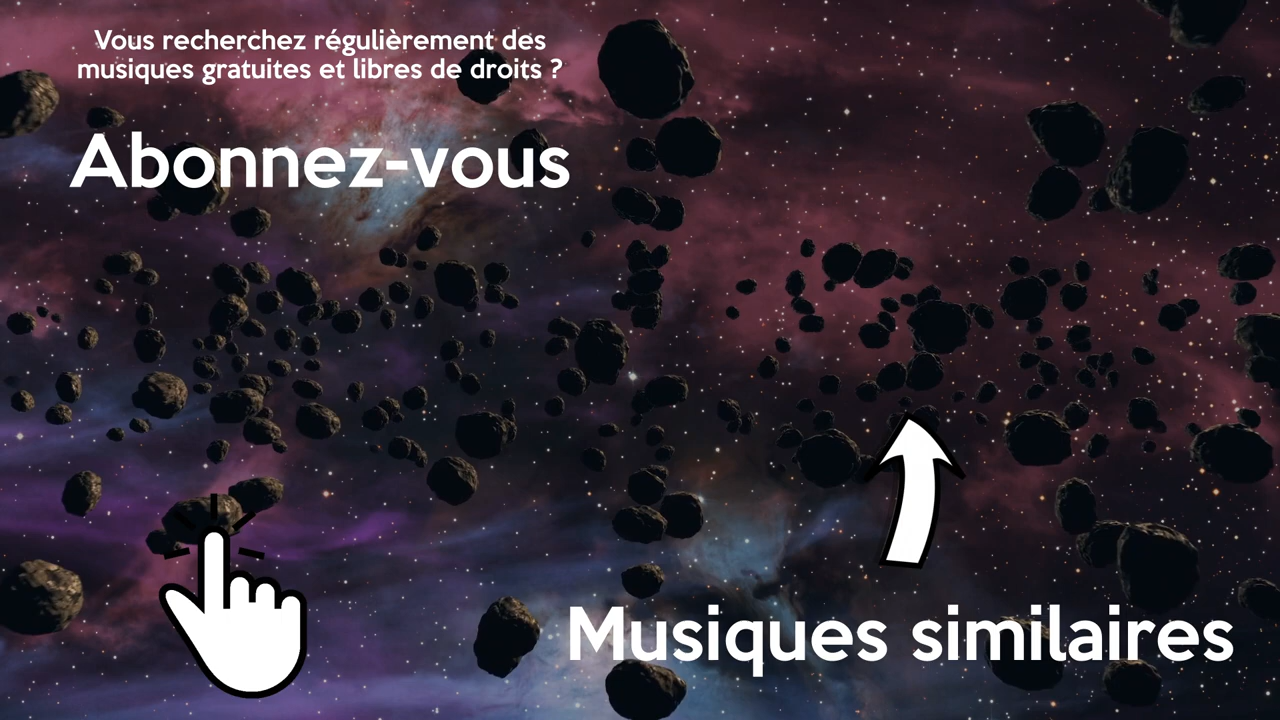 Vous recherchez régulièrement des
musiques gratuites et libres de droits ?
Abonnez-vous
Musiques similaires